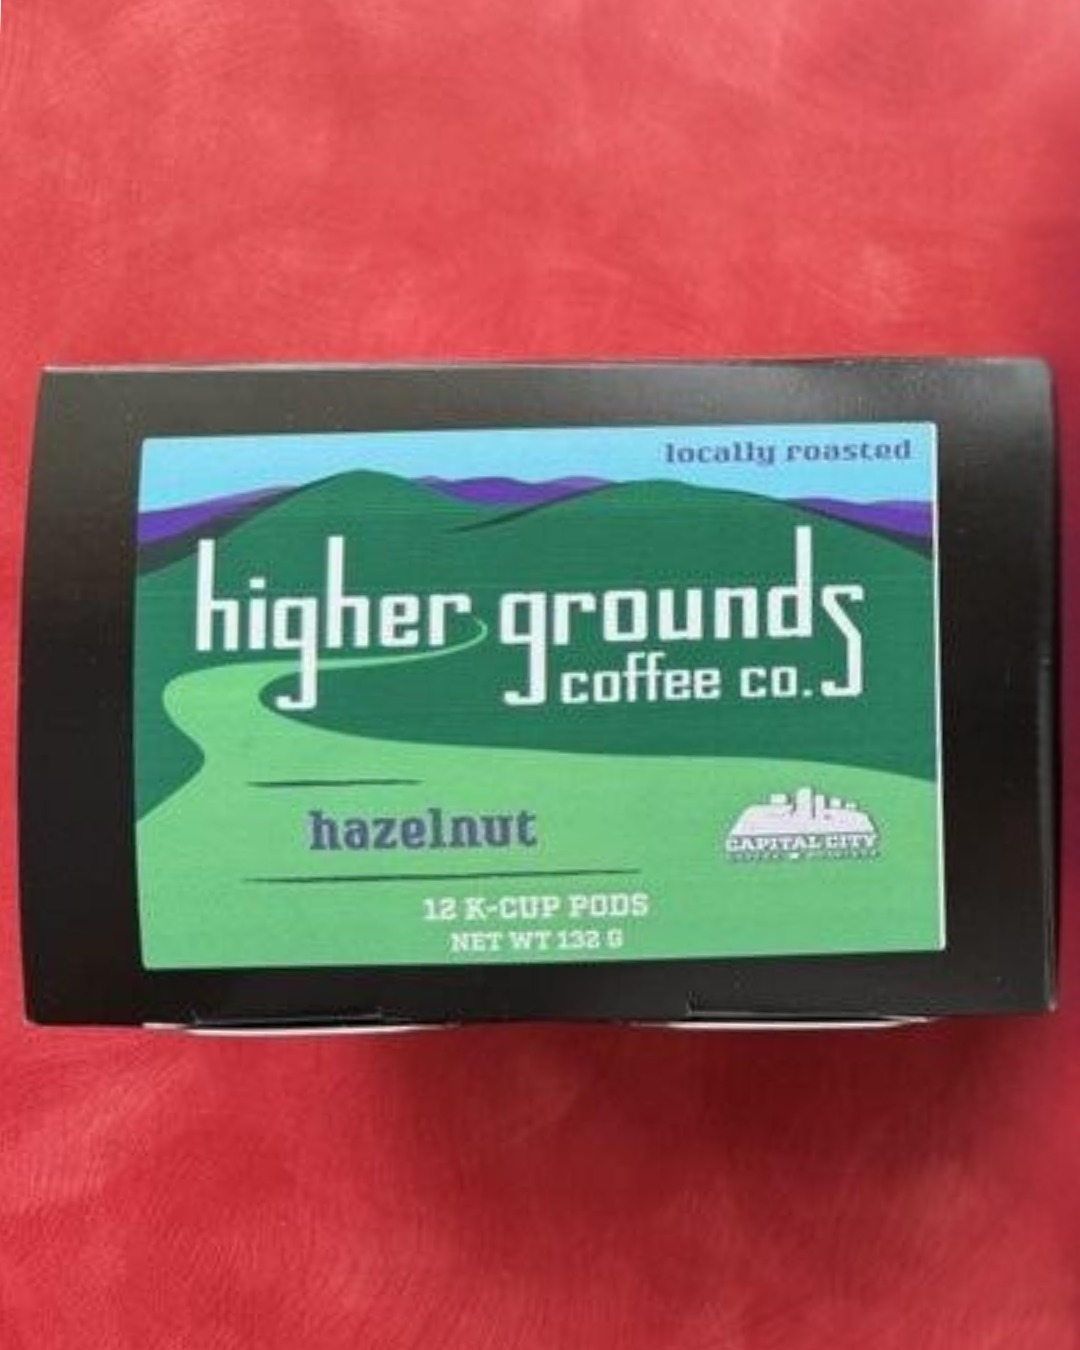 locally roasted
higher grounds
coffee co.
hazelnut
CAPITAL CITY
12 K-CUP PODS
NET WT 132 G